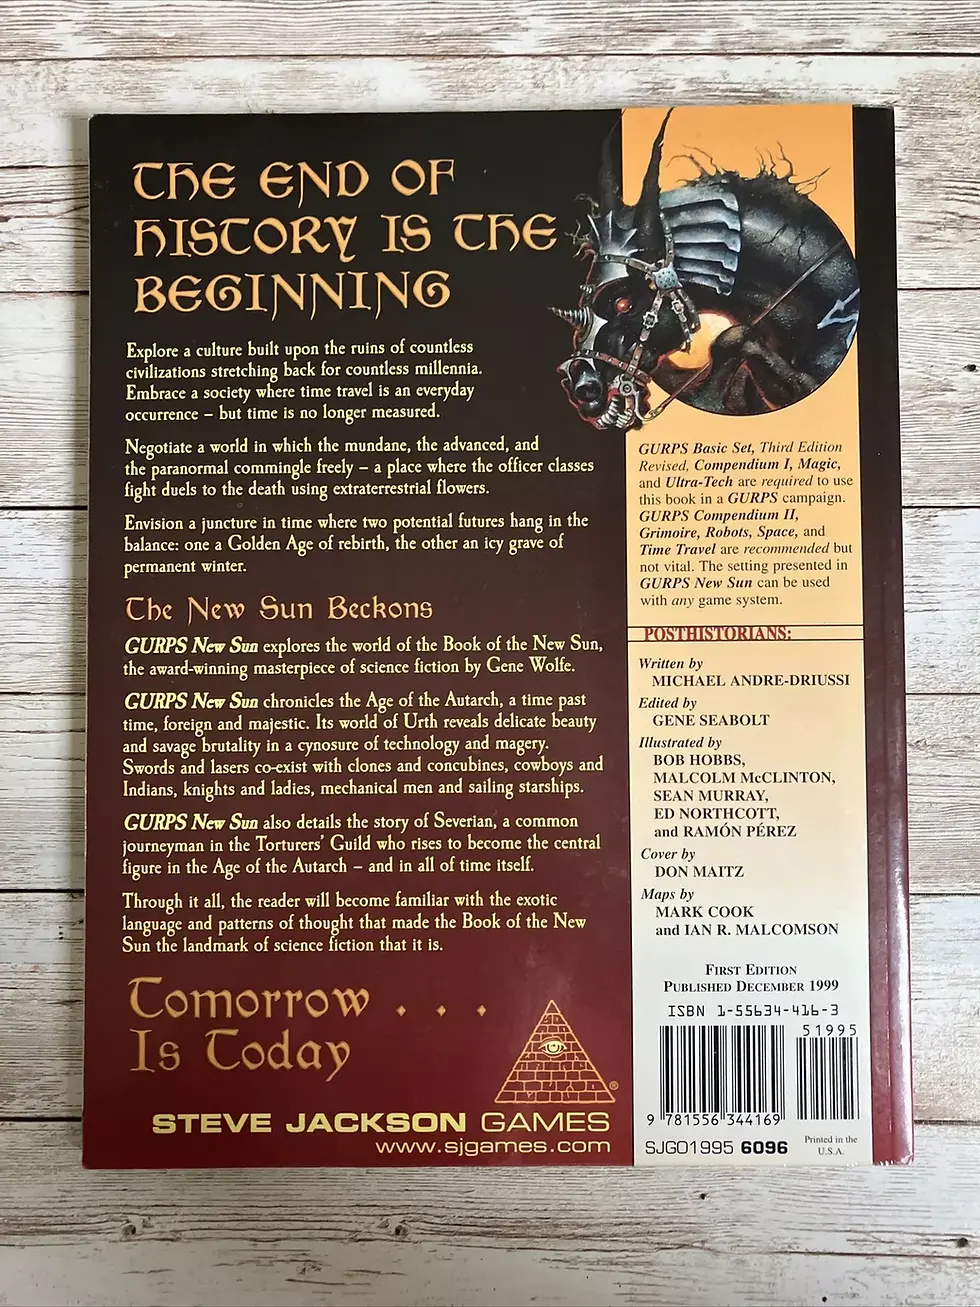 THE END OF
HISTORY IS THE
BEGINNING
Explore a culture built upon the ruins of countless
civilizations stretching back for countless millennia.
Embrace a society where time travel is an everyday
occurrence – but time is no longer measured.
Negotiate a world in which the mundane, the advanced, and
the paranormal commingle freely – a place where the officer classes
fight duels to the death using extraterrestrial flowers.
Envision a juncture in time where two potential futures hang in the
balance: one a Golden Age of rebirth, the other an icy grave of
permanent winter.
The New Sun Beckons
GURPS New Sun explores the world of the Book of the New Sun,
the award-winning masterpiece of science fiction by Gene Wolfe.
GURPS New Sun chronicles the Age of the Autarch, a time past
time, foreign and majestic. Its world of Urth reveals delicate beauty
and savage brutality in a cynosure of technology and magery.
Swords and lasers co-exist with clones and concubines, cowboys and
Indians, knights and ladies, mechanical men and sailing starships.
GURPS New Sun also details the story of Severian, a common
journeyman in the Torturers' Guild who rises to become the central
figure in the Age of the Autarch – and in all of time itself.
Through it all, the reader will become familiar with the exotic
language and patterns of thought that made the Book of the New
Sun the landmark of science fiction that it is.
Tomorrow . . .
Is Today
®
STEVE JACKSON GAMES
www.sjgames.com
GURPS Basic Set, Third Edition
Revised, Compendium I, Magic,
and Ultra-Tech are required to use
this book in a GURPS campaign.
GURPS Compendium II,
Grimoire, Robots, Space, and
Time Travel are recommended but
not vital. The setting presented in
GURPS New Sun can be used
with any game system.
POSTHISTORIANS:
Written by
MICHAEL ANDRE-DRIUSSI
Edited by
GENE SEABOLT
Illustrated by
BOB HOBBS,
MALCOLM McCLINTON,
SEAN MURRAY,
ED NORTHCOTT,
and RAMÓN PÉREZ
Cover by
DON MAITZ
Maps by
MARK COOK
and IAN R. MALCOMSON
FIRST EDITION
PUBLISHED DECEMBER 1999
ISBN 1-55634-416-3
51995
9 781556 344169
SJG01995 6096
Printed in the
U.S.A.